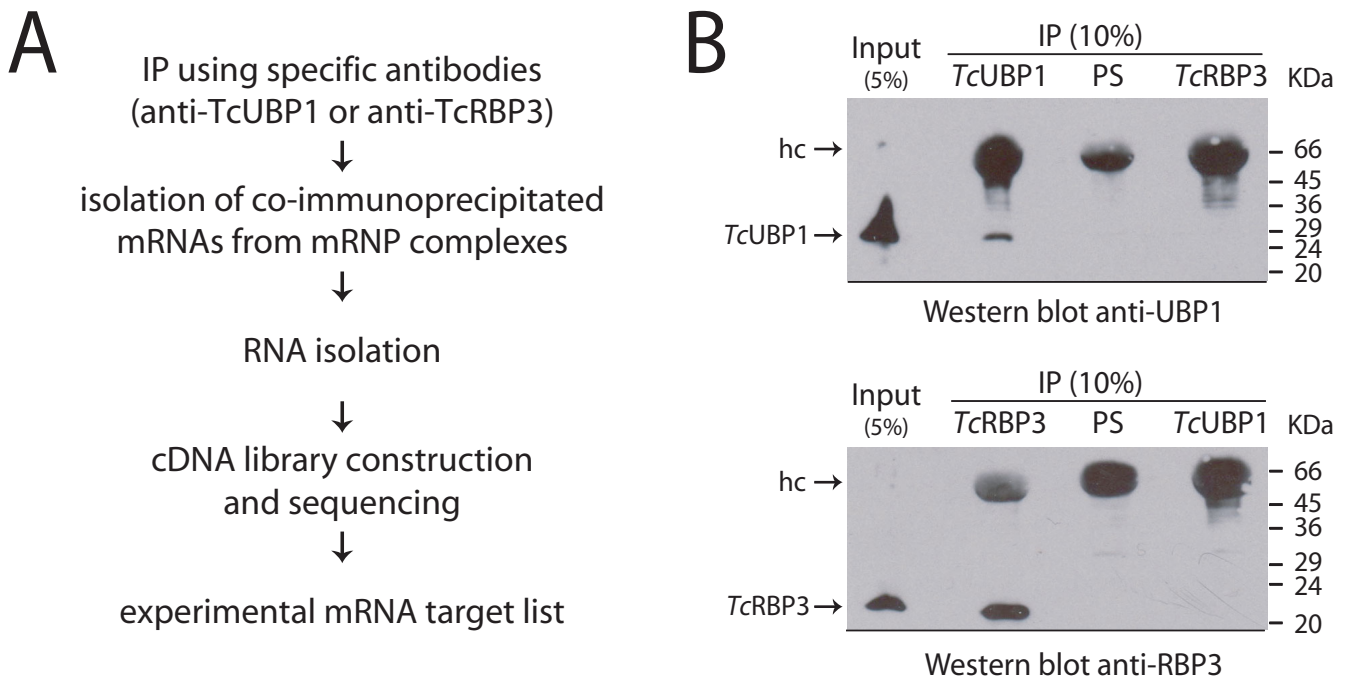 A
IP using specific antibodies
(anti-TcUBP1 or anti-TcRBP3)
isolation of co-immunoprecipitated
mRNAs from mRNP complexes
RNA isolation
cDNA library construction
and sequencing
experimental mRNA target list
B
Input
(5%)
IP (10%)
TcUBP1 PS TcRBP3 KDa
hc
TcUBP1
66
45
36
29
24
20
Western blot anti-UBP1
Input
(5%)
IP (10%)
TcRBP3 PS TcUBP1 KDa
hc
TcRBP3
66
45
36
29
24
20
Western blot anti-RBP3